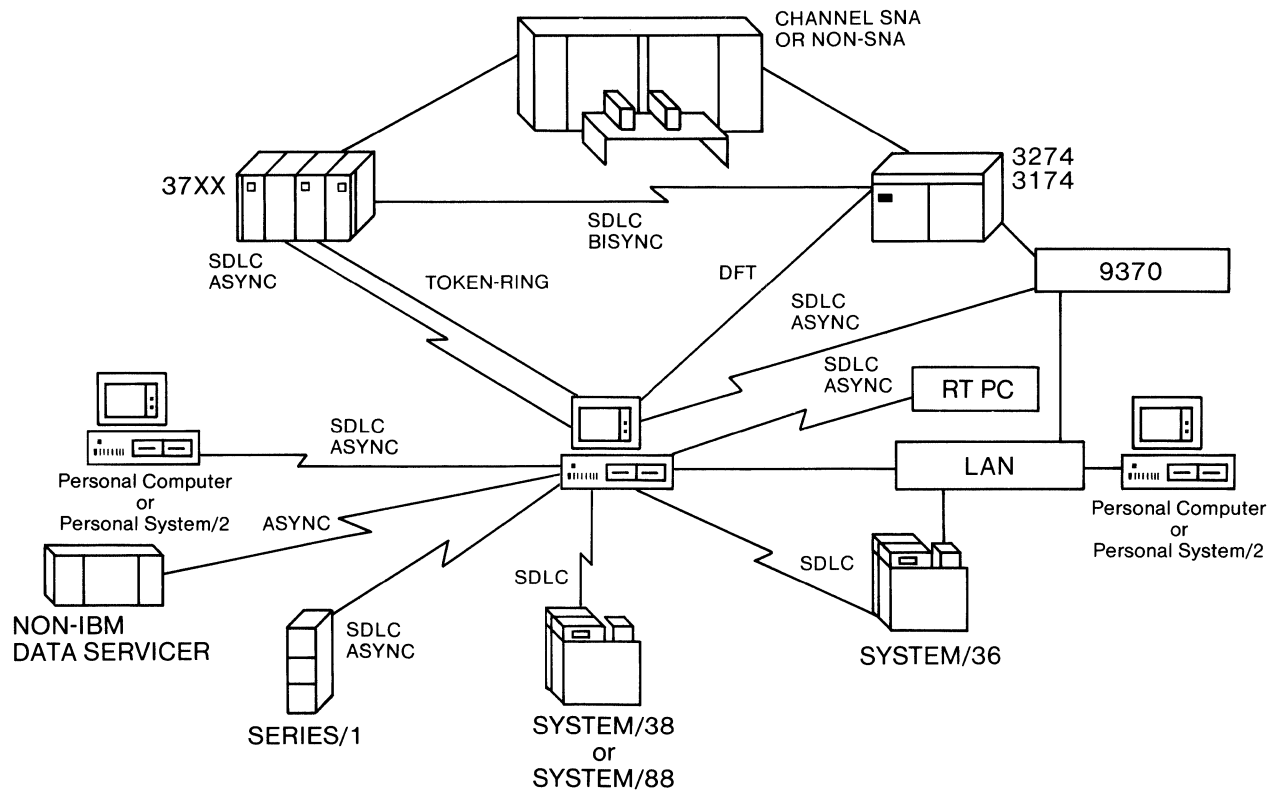 CHANNEL SNA
OR NON-SNA
37XX
3274
3174
SDLC
BISYNC
SDLC
ASYNC
TOKEN-RING
DFT
9370
SDLC
ASYNC
SDLC
ASYNC
RT PC
SDLC
ASYNC
LAN
Personal Computer
or
Personal System/2
Personal Computer
or
Personal System/2
ASYNC
SDLC
SDLC
NON-IBM
DATA SERVICER
SDLC
ASYNC
SYSTEM/36
SERIES/1
SYSTEM/38
or
SYSTEM/88